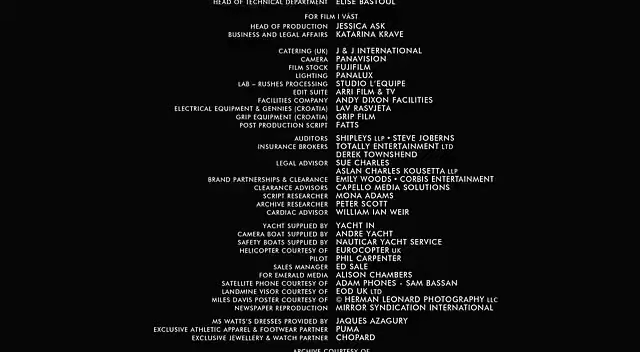 HEAD OF TECHNICAL DEPARTMENT ELISE BASTOUL
FOR FILM I VÄST
HEAD OF PRODUCTION JESSICA ASK
BUSINESS AND LEGAL AFFAIRS KATARINA KRAVE
CATERING (UK) J & J INTERNATIONAL
CAMERA PANAVISION
FILM STOCK FUJIFILM
LIGHTING PANALUX
LAB – RUSHES PROCESSING STUDIO L'EQUIPE
EDIT SUITE ARRI FILM & TV
FACILITIES COMPANY ANDY DIXON FACILITIES
ELECTRICAL EQUIPMENT & GENNIES (CROATIA) LAV RASVJETA
GRIP EQUIPMENT (CROATIA) GRIP FILM
POST PRODUCTION SCRIPT FATTS
AUDITORS SHIPLEYS LLP • STEVE JOBERNS
INSURANCE BROKERS TOTALLY ENTERTAINMENT LTD
DEREK TOWNSHEND
LEGAL ADVISOR SUE CHARLES
ASLAN CHARLES KOUSETTA LLP
BRAND PARTNERSHIPS & CLEARANCE EMILY WOODS • CORBIS ENTERTAINMENT
CLEARANCE ADVISORS CAPELLO MEDIA SOLUTIONS
SCRIPT RESEARCHER MONA ADAMS
ARCHIVE RESEARCHER PETER SCOTT
CARDIAC ADVISOR WILLIAM IAN WEIR
YACHT SUPPLIED BY YACHT IN
CAMERA BOAT SUPPLIED BY ANDRE YACHT
SAFETY BOATS SUPPLIED BY NAUTICAR YACHT SERVICE
HELICOPTER COURTESY OF EUROCOPTER UK
PILOT PHIL CARPENTER
SALES MANAGER ED SALE
FOR EMERALD MEDIA ALISON CHAMBERS
SATELLITE PHONE COURTESY OF ADAM PHONES - SAM BASSAN
LANDMINE VISOR COURTESY OF EOD UK LTD
MILES DAVIS POSTER COURTESY OF © HERMAN LEONARD PHOTOGRAPHY LLC
NEWSPAPER REPRODUCTION MIRROR SYNDICATION INTERNATIONAL
MS WATTS'S DRESSES PROVIDED BY JAQUES AZAGURY
EXCLUSIVE ATHLETIC APPAREL & FOOTWEAR PARTNER PUMA
EXCLUSIVE JEWELLERY & WATCH PARTNER CHOPARD
ARCHIVE COURTESY OF